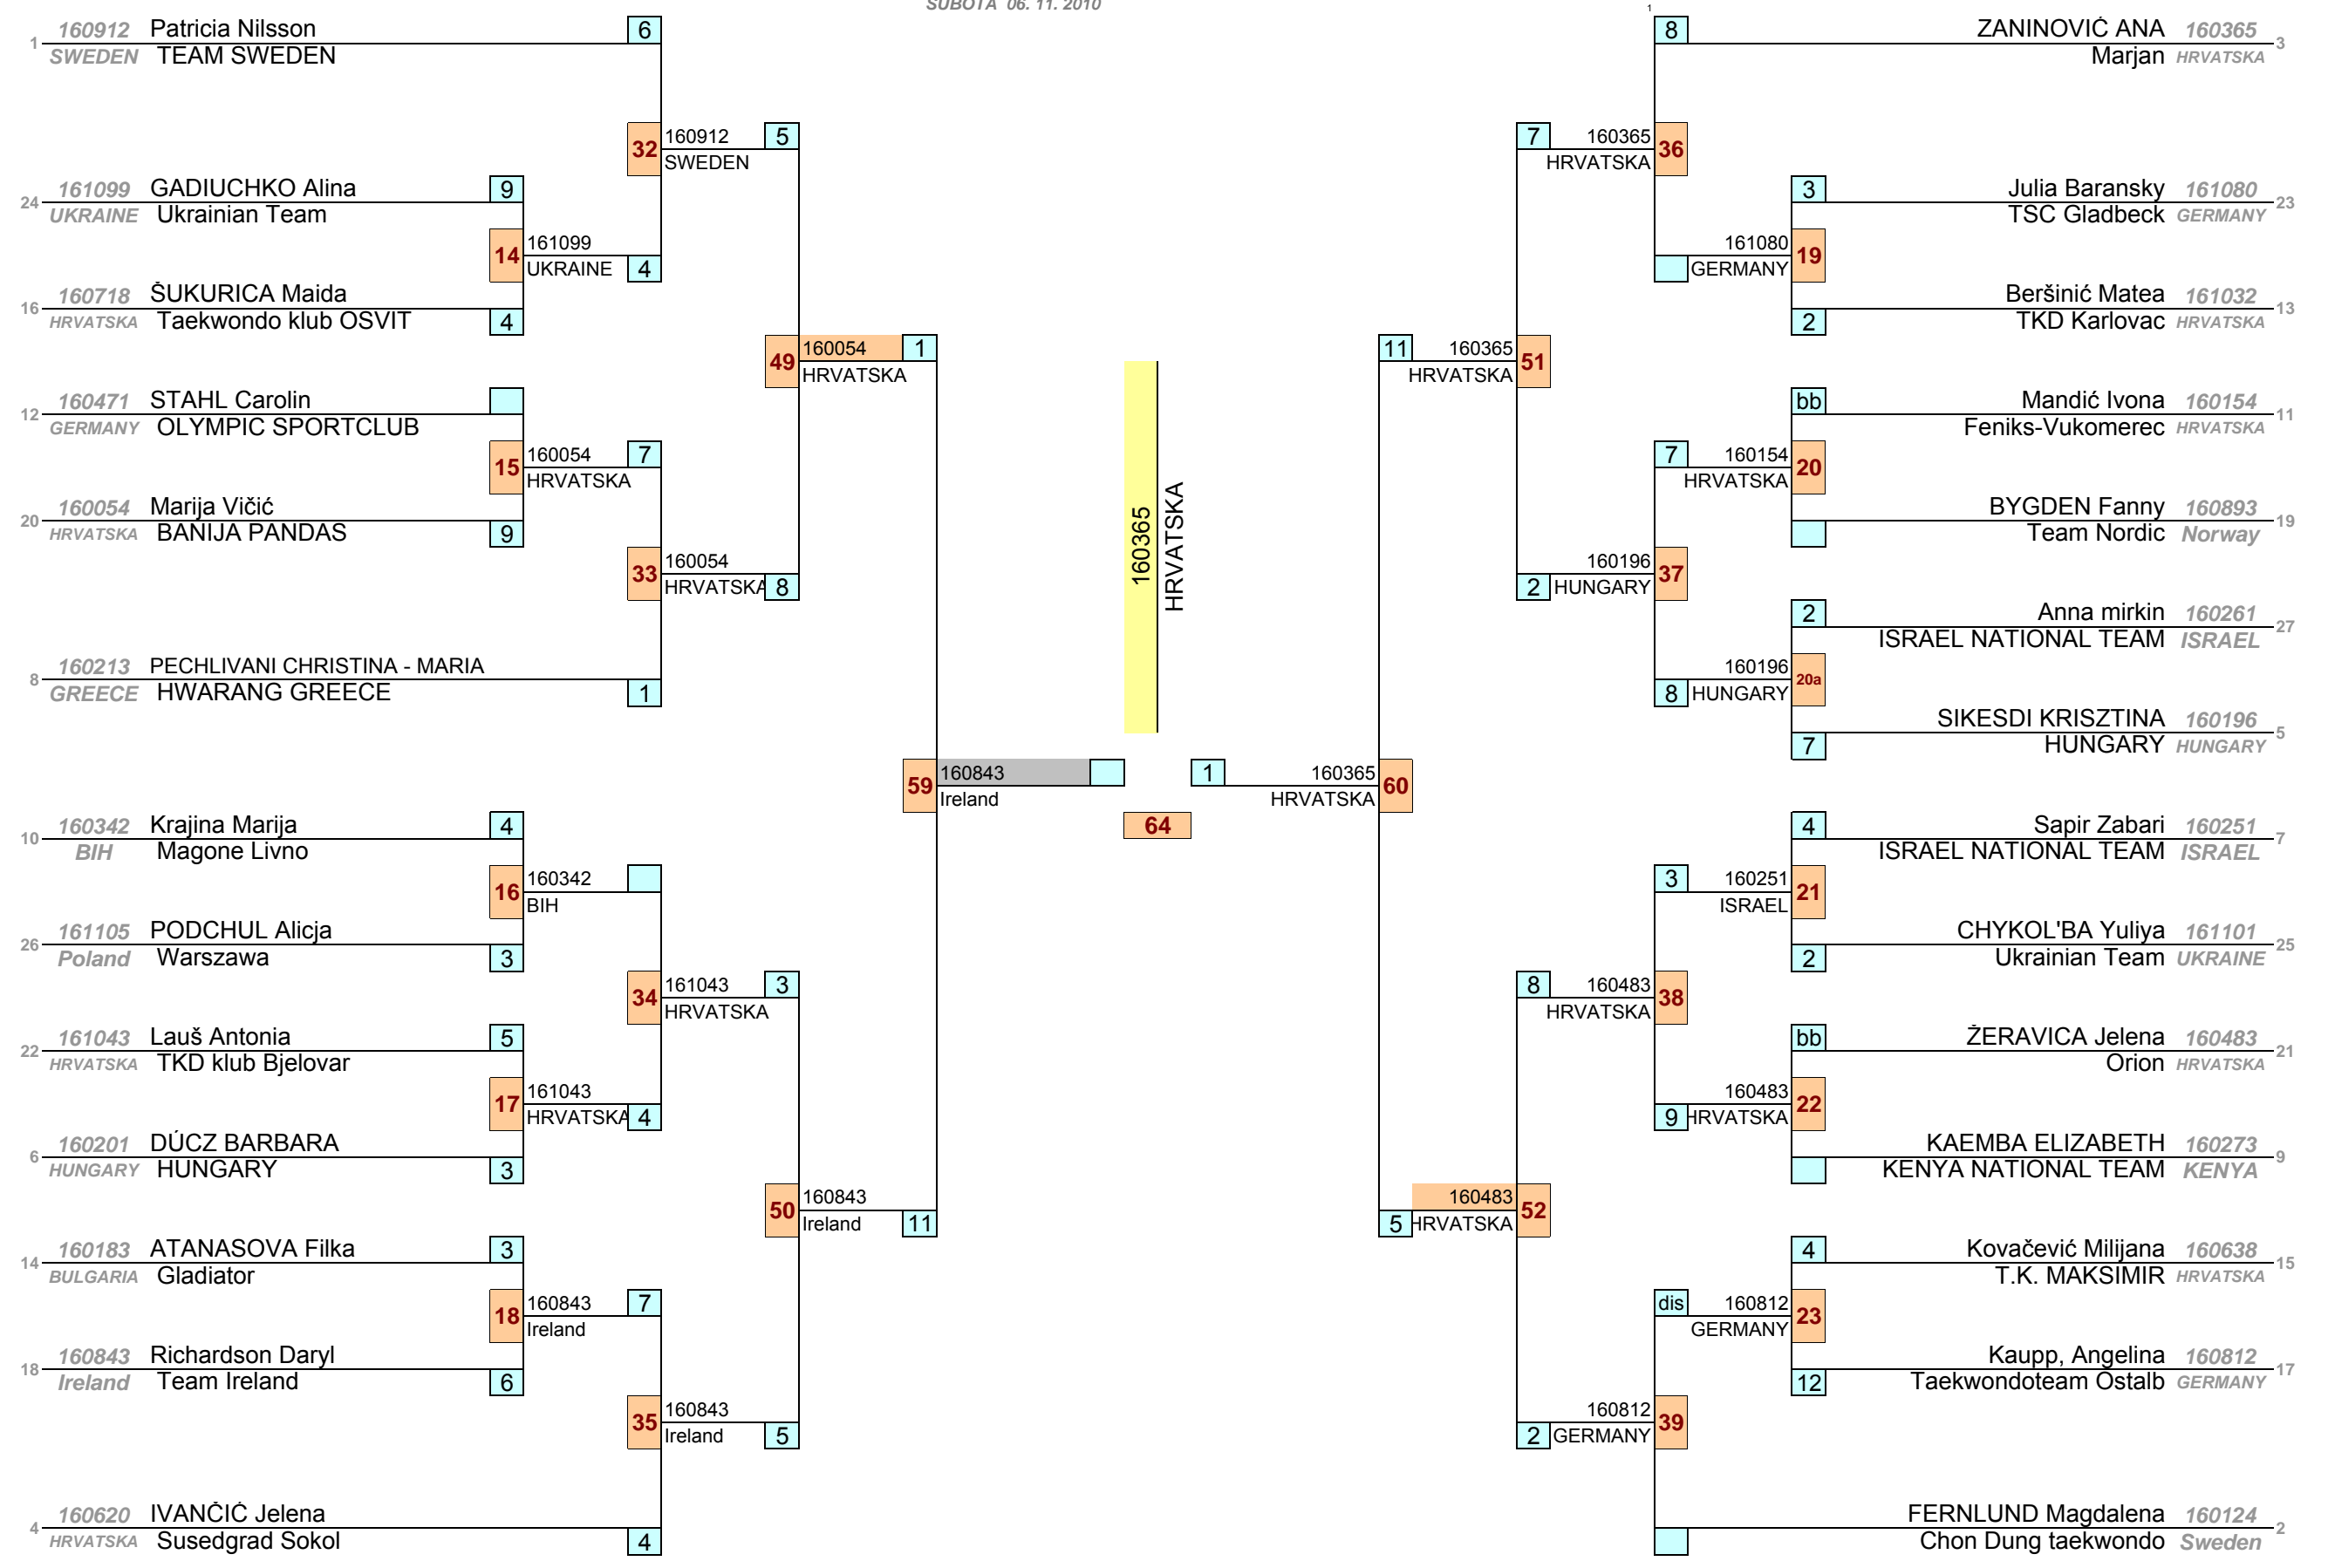 SUBOTA 06. 11. 2010
1
1 160912 Patricia Nilsson 6
SWEDEN TEAM SWEDEN
32 160912 5
SWEDEN
24 161099 GADIUCHKO Alina 9
UKRAINE Ukrainian Team
14 161099
UKRAINE 4
16 160718 ŠUKURICA Maida
HRVATSKA Taekwondo klub OSVIT 4
49 160054 1
HRVATSKA
12 160471 STAHL Carolin
GERMANY OLYMPIC SPORTCLUB
15 160054 7
HRVATSKA
20 160054 Marija Vičić
HRVATSKA BANIJA PANDAS 9
33 160054
HRVATSKA 8
8 160213 PECHLIVANI CHRISTINA - MARIA
GREECE HWARANG GREECE 1
59 160843
Ireland
10 160342 Krajina Marija 4
BIH Magone Livno
16 160342
BIH
26 161105 PODCHUL Alicja
Poland Warszawa 3
34 161043 3
HRVATSKA
22 161043 Lauš Antonia 5
HRVATSKA TKD klub Bjelovar
17 161043
HRVATSKA 4
6 160201 DÚCZ BARBARA
HUNGARY HUNGARY 3
50 160843
Ireland 11
14 160183 ATANASOVA Filka 3
BULGARIA Gladiator
18 160843 7
Ireland
18 160843 Richardson Daryl
Ireland Team Ireland 6
35 160843
Ireland 5
4 160620 IVANČIĆ Jelena
HRVATSKA Susedgrad Sokol 4
160365
HRVATSKA
64
8 ZANINOVIĆ ANA 160365 3
Marjan HRVATSKA
7 160365 36
HRVATSKA
3 Julia Baransky 161080 23
TSC Gladbeck GERMANY
161080 19
GERMANY
Beršinić Matea 161032 13
2 TKD Karlovac HRVATSKA
11 160365 51
HRVATSKA
bb Mandić Ivona 160154 11
Feniks-Vukomerec HRVATSKA
7 160154 20
HRVATSKA
BYGDEN Fanny 160893 19
Team Nordic Norway
160196 37
2 HUNGARY
2 Anna mirkin 160261 27
ISRAEL NATIONAL TEAM ISRAEL
160196 20a
8 HUNGARY
SIKESDI KRISZTINA 160196 5
7 HUNGARY HUNGARY
1 160365 60
HRVATSKA
4 Sapir Zabari 160251 7
ISRAEL NATIONAL TEAM ISRAEL
3 160251 21
ISRAEL
CHYKOL'BA Yuliya 161101 25
2 Ukrainian Team UKRAINE
8 160483 38
HRVATSKA
bb ŽERAVICA Jelena 160483 21
Orion HRVATSKA
160483 22
9 HRVATSKA
KAEMBA ELIZABETH 160273 9
KENYA NATIONAL TEAM KENYA
160483 52
5 HRVATSKA
4 Kovačević Milijana 160638 15
T.K. MAKSIMIR HRVATSKA
dis 160812 23
GERMANY
Kaupp, Angelina 160812 17
12 Taekwondoteam Ostalb GERMANY
160812 39
2 GERMANY
FERNLUND Magdalena 160124 2
Chon Dung taekwondo Sweden